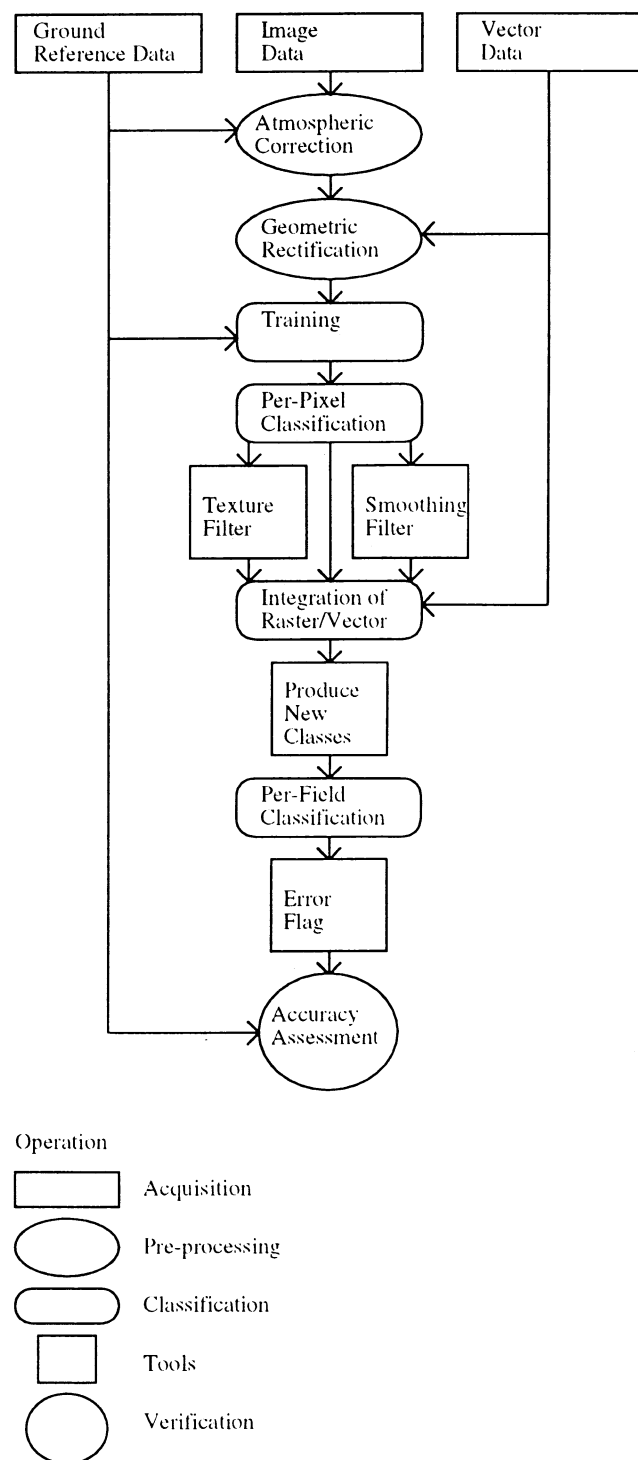 Ground
Reference Data
Image
Data
Vector
Data
Atmospheric
Correction
Geometric
Rectification
Training
Per-Pixel
Classification
Texture
Filter
Smoothing
Filter
Integration of
Raster/Vector
Produce
New
Classes
Per-Field
Classification
Error
Flag
Accuracy
Assessment
Operation
Acquisition
Pre-processing
Classification
Tools
Verification